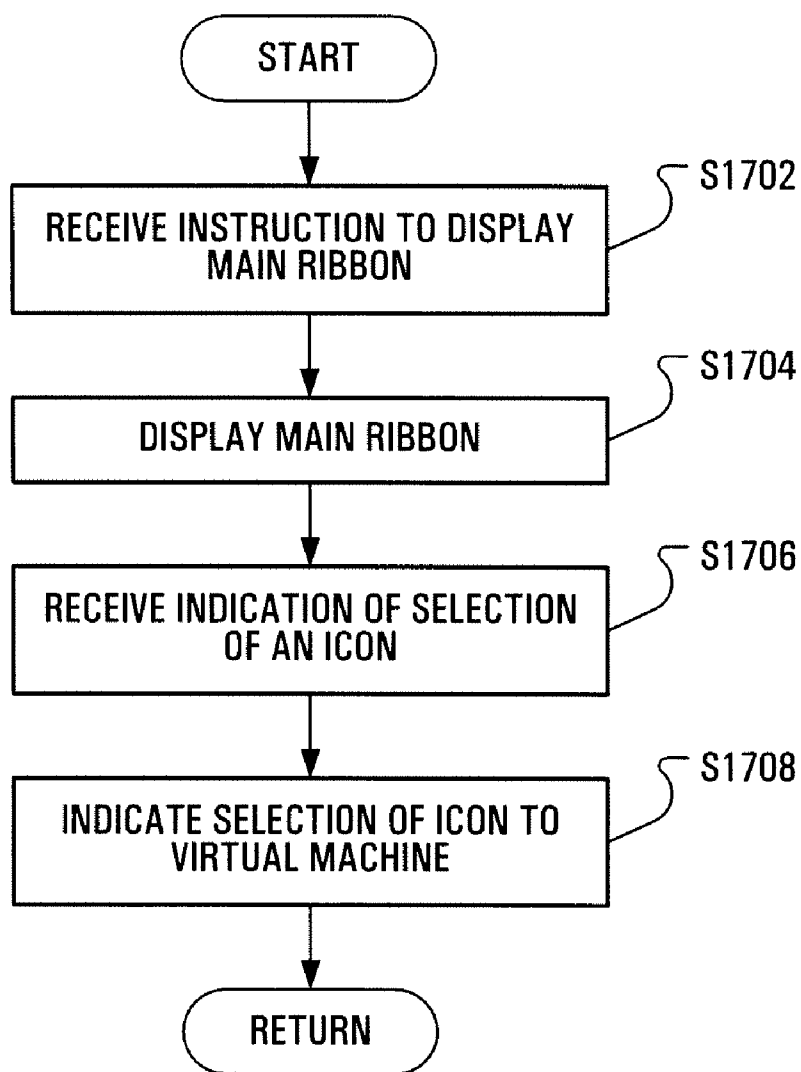 START
S1702
RECEIVE INSTRUCTION TO DISPLAY
MAIN RIBBON
S1704
DISPLAY MAIN RIBBON
S1706
RECEIVE INDICATION OF SELECTION
OF AN ICON
S1708
INDICATE SELECTION OF ICON TO
VIRTUAL MACHINE
RETURN